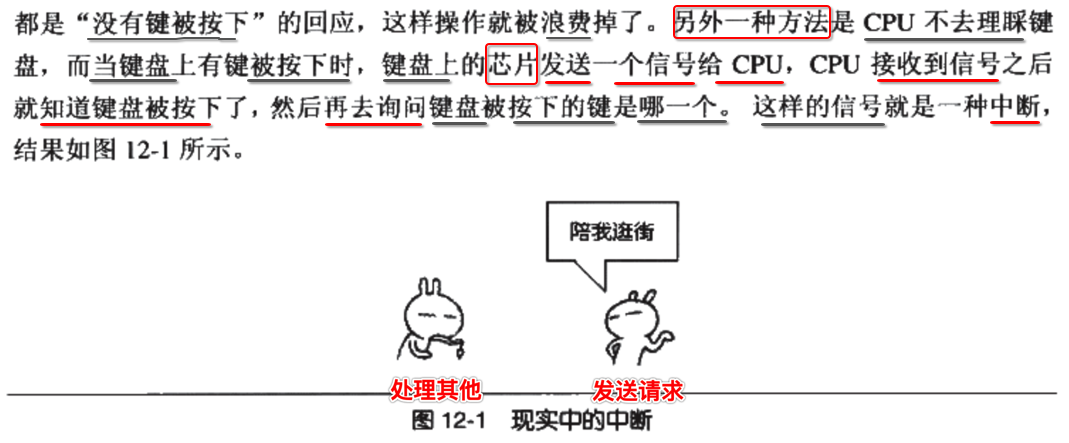 都是“没有键被按下”的回应，这样操作就被浪费掉了。另外一种方法是 CPU 不去理睬键
盘，而当键盘上有键被按下时，键盘上的芯片发送一个信号给 CPU，CPU 接收到信号之后
就知道键盘被按下了，然后再去询问键盘被按下的键是哪一个。这样的信号就是一种中断，
结果如图 12-1 所示。
陪我逛街
处理其他
发送请求
图 12-1 现实中的中断